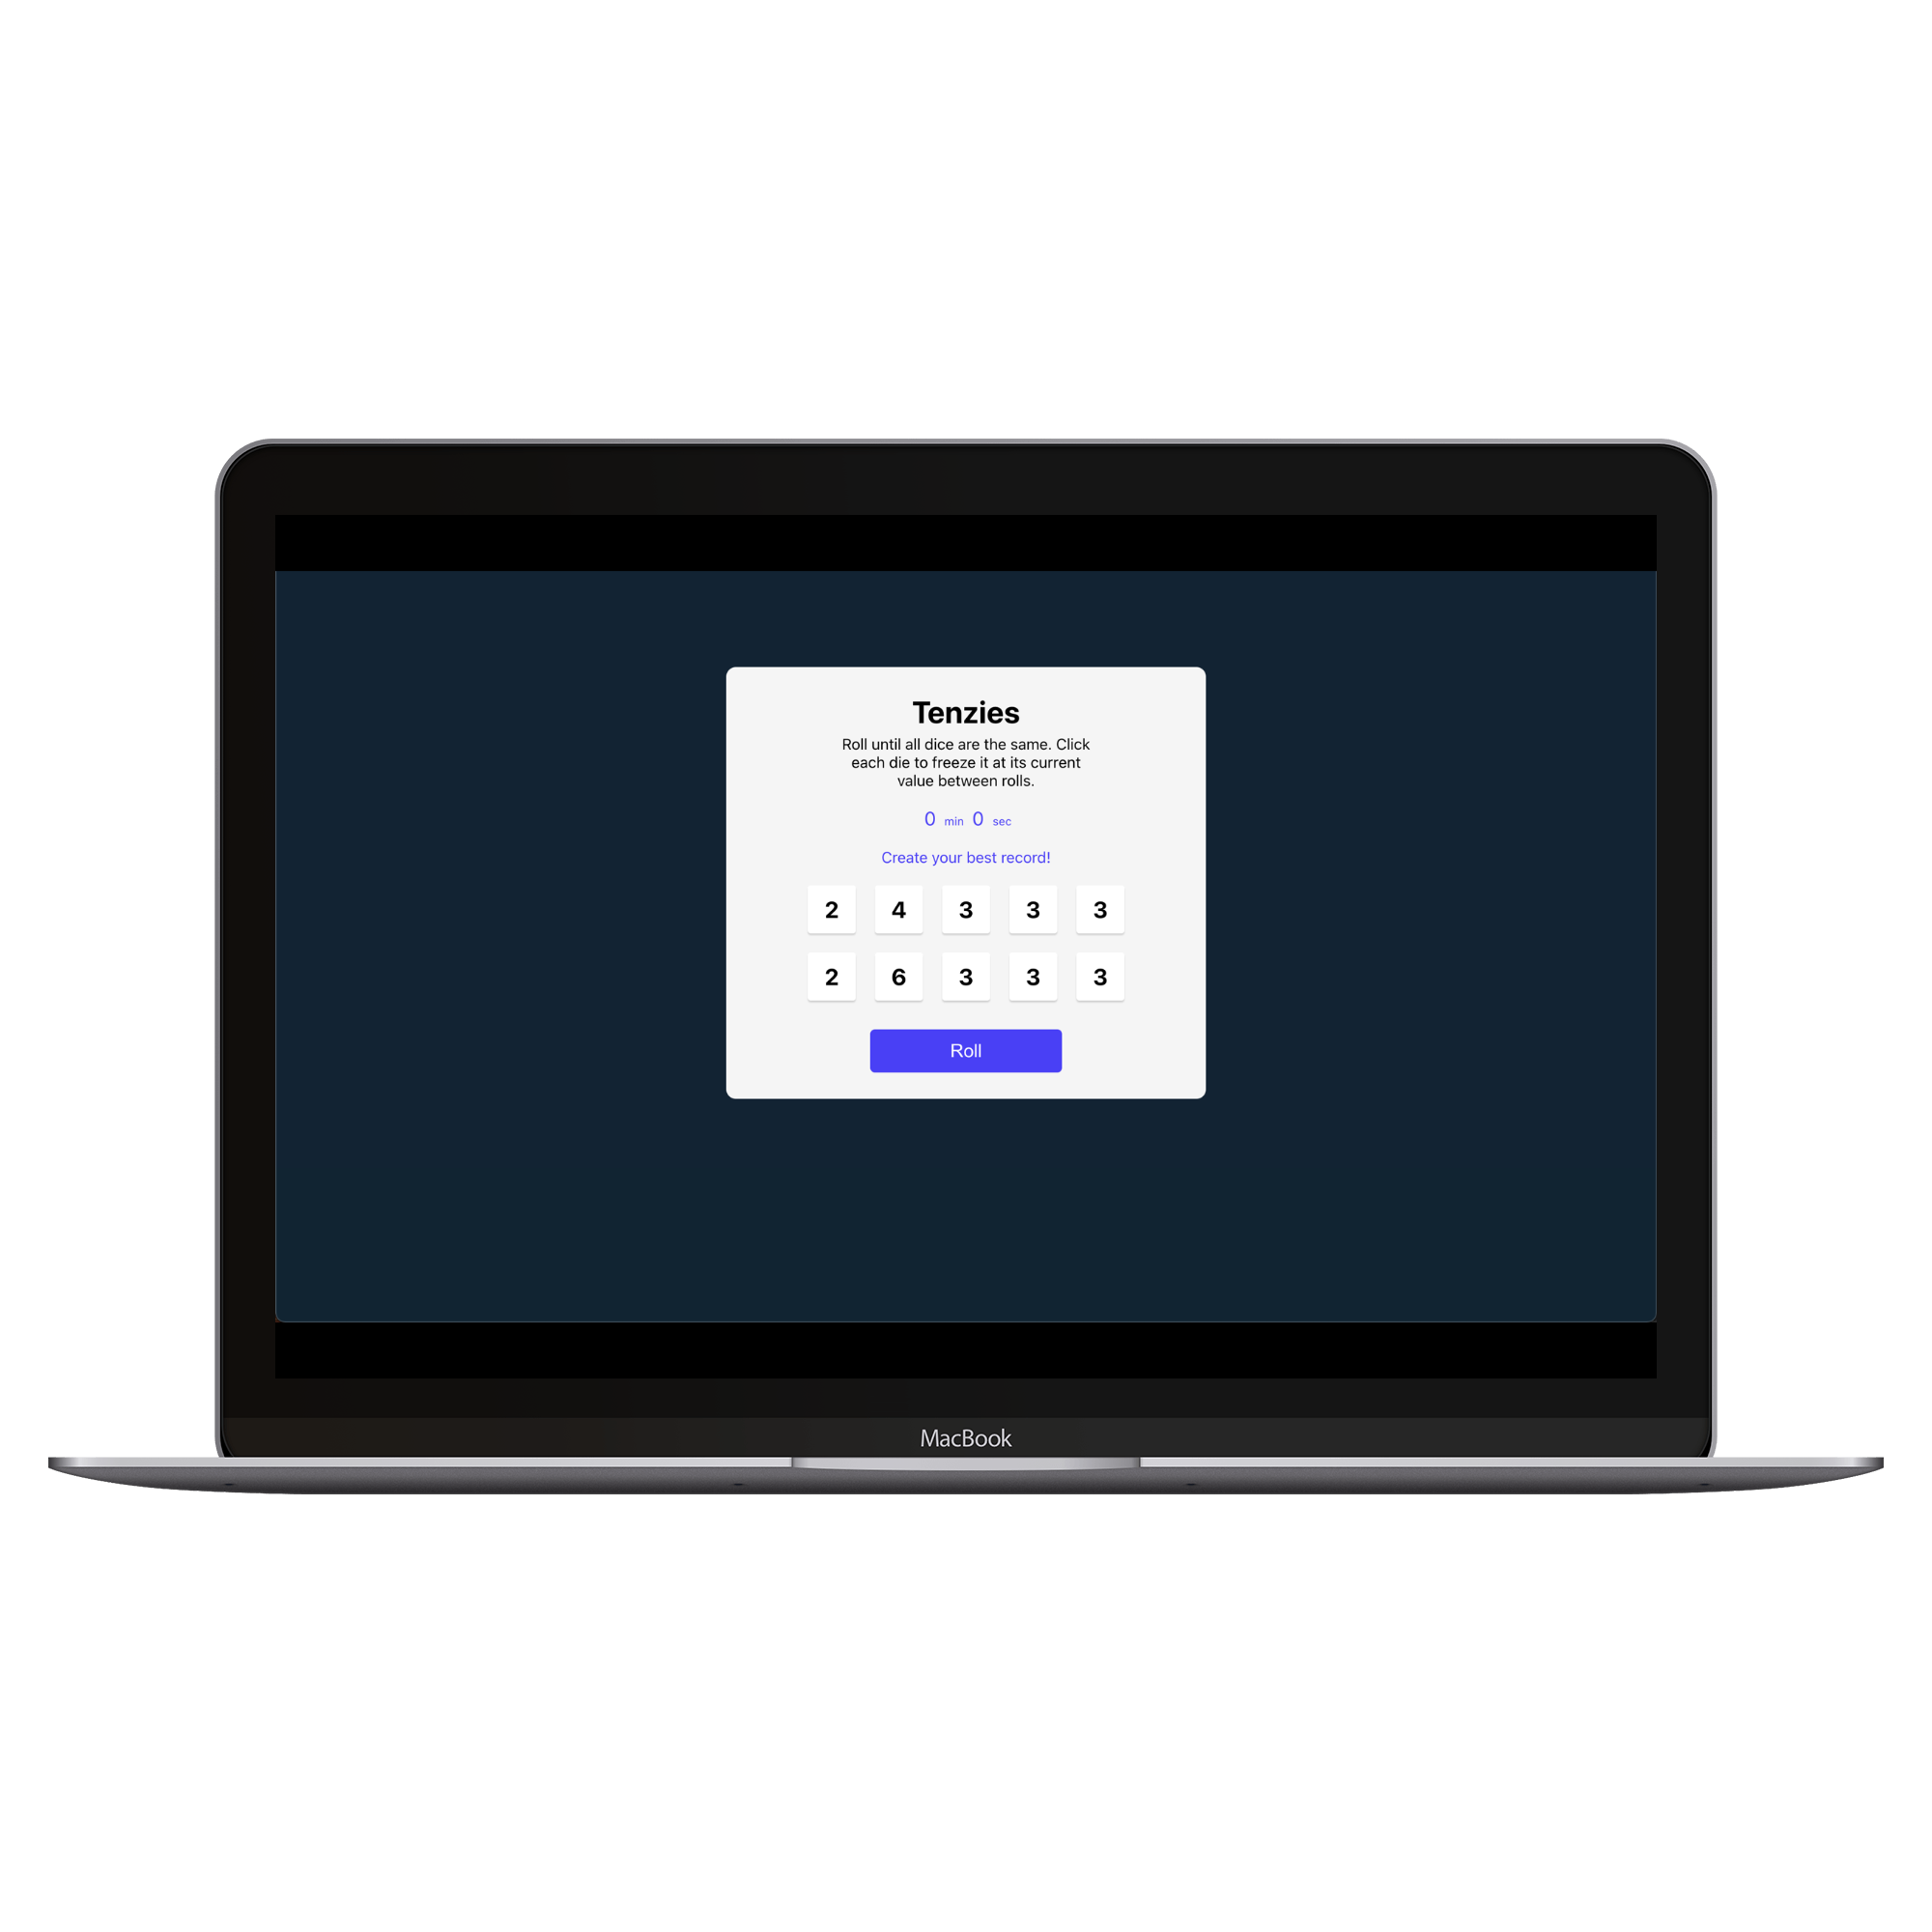 Tenzies
Roll until all dice are the same. Click
each die to freeze it at its current
value between rolls.
0 min 0 sec
Create your best record!
2 4 3 3 3
2 6 3 3 3
Roll
MacBook